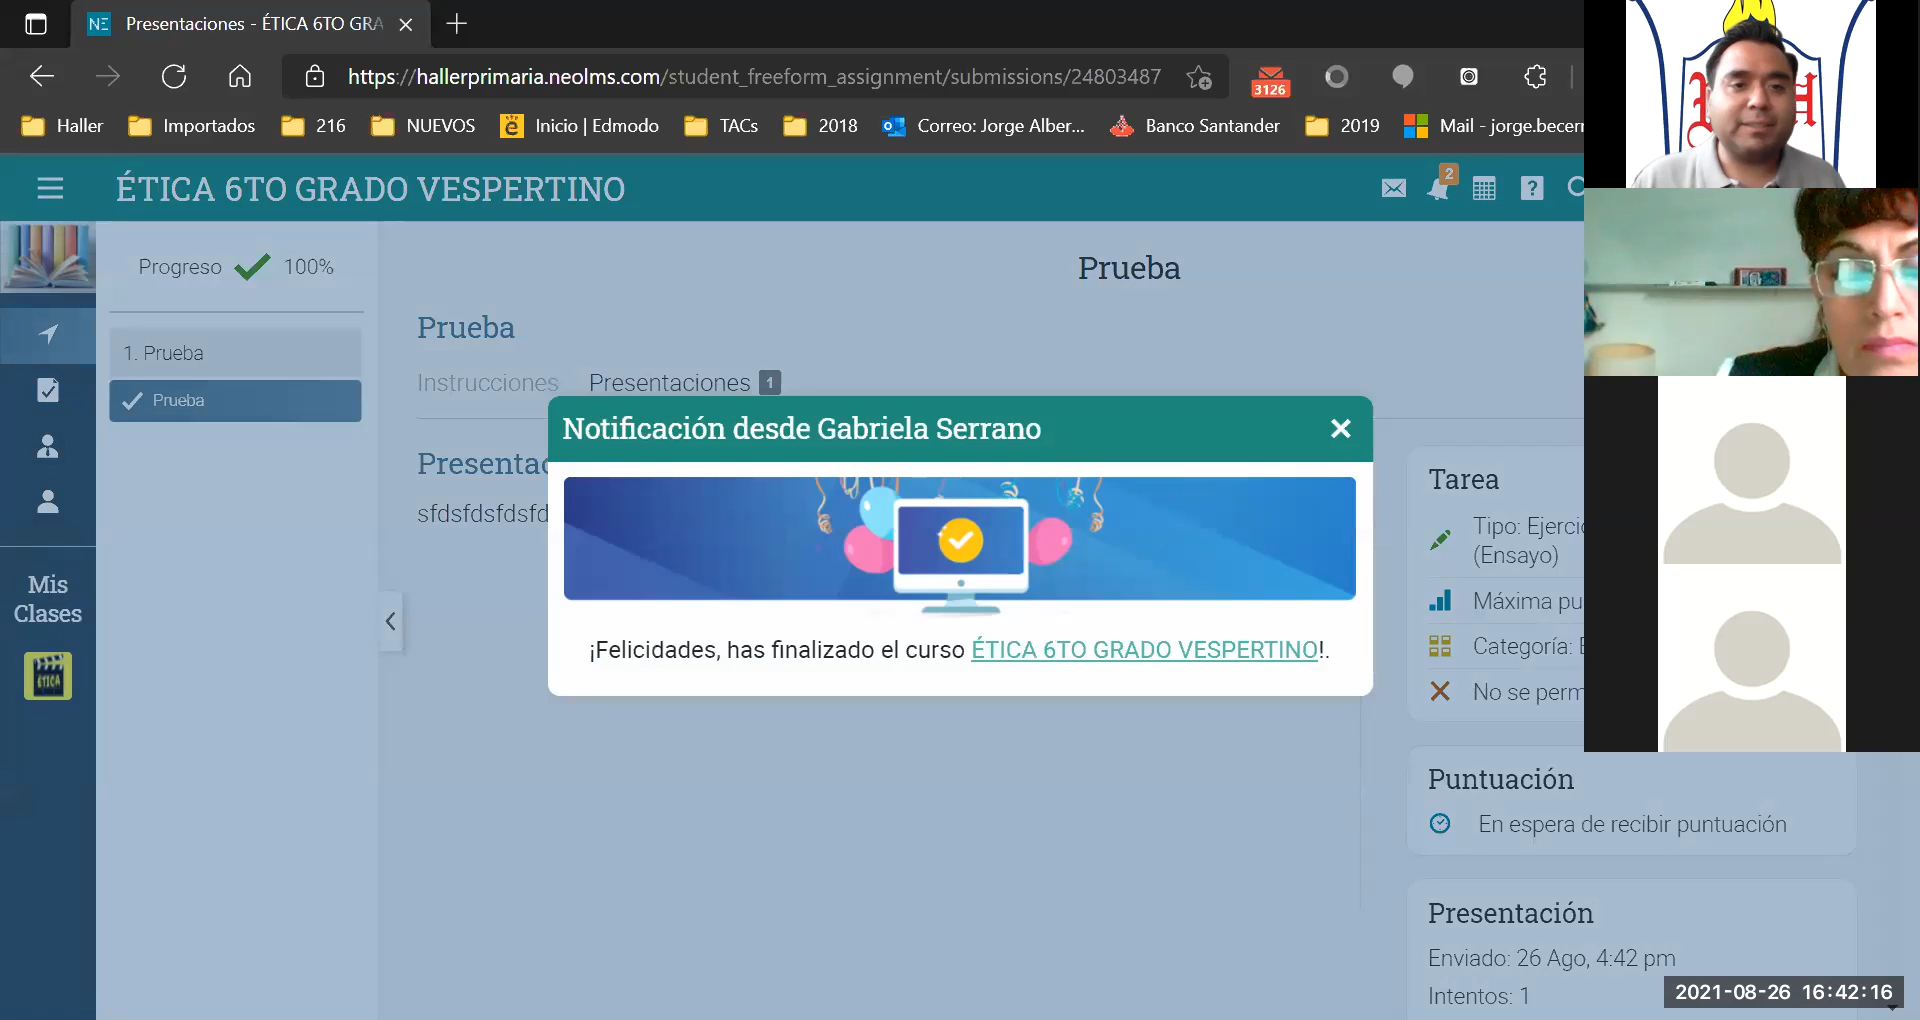 Presentaciones - ÉTICA 6TO GRA
https://hallerprimaria.neolms.com/student_freeform_assignment/submissions/24803487
3126
Haller
Importados
216
NUEVOS
Inicio | Edmodo
TACs
2018
Correo: Jorge Alber...
Banco Santander
2019
Mail - jorge.becerr
ÉTICA 6TO GRADO VESPERTINO
2
Progreso 100%
Prueba
1. Prueba
Prueba
Prueba
Instrucciones
Presentaciones 1
Presentac
sfdsfdsfdsfd
Notificación desde Gabriela Serrano
¡Felicidades, has finalizado el curso ÉTICA 6TO GRADO VESPERTINO!.
Mis
Clases
ÉTICA
Tarea
Tipo: Ejerci
(Ensayo)
Máxima pu
Categoría: E
No se perm
Puntuación
En espera de recibir puntuación
Presentación
Enviado: 26 Ago, 4:42 pm
Intentos: 1
2021-08-26 16:42:16